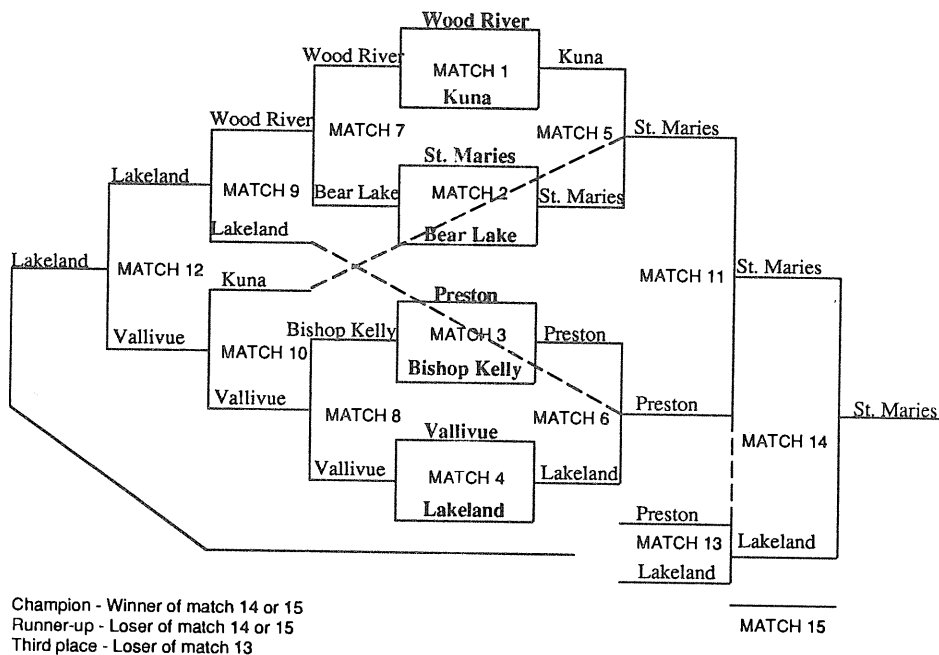 Wood River
Wood River
MATCH 1
Kuna
Kuna
Wood River
MATCH 7
MATCH 5
St. Maries
St. Maries
Lakeland
MATCH 9
Bear Lake
MATCH 2
St. Maries
Lakeland
Bear Lake
Lakeland
MATCH 12
Kuna
MATCH 11
St. Maries
Preston
Vallivue
MATCH 10
Bishop Kelly
MATCH 3
Preston
Bishop Kelly
Vallivue
MATCH 8
MATCH 6
Preston
St. Maries
Vallivue
MATCH 14
Vallivue
MATCH 4
Lakeland
Lakeland
Preston
MATCH 13
Lakeland
Lakeland
Champion - Winner of match 14 or 15
Runner-up - Loser of match 14 or 15
Third place - Loser of match 13
MATCH 15